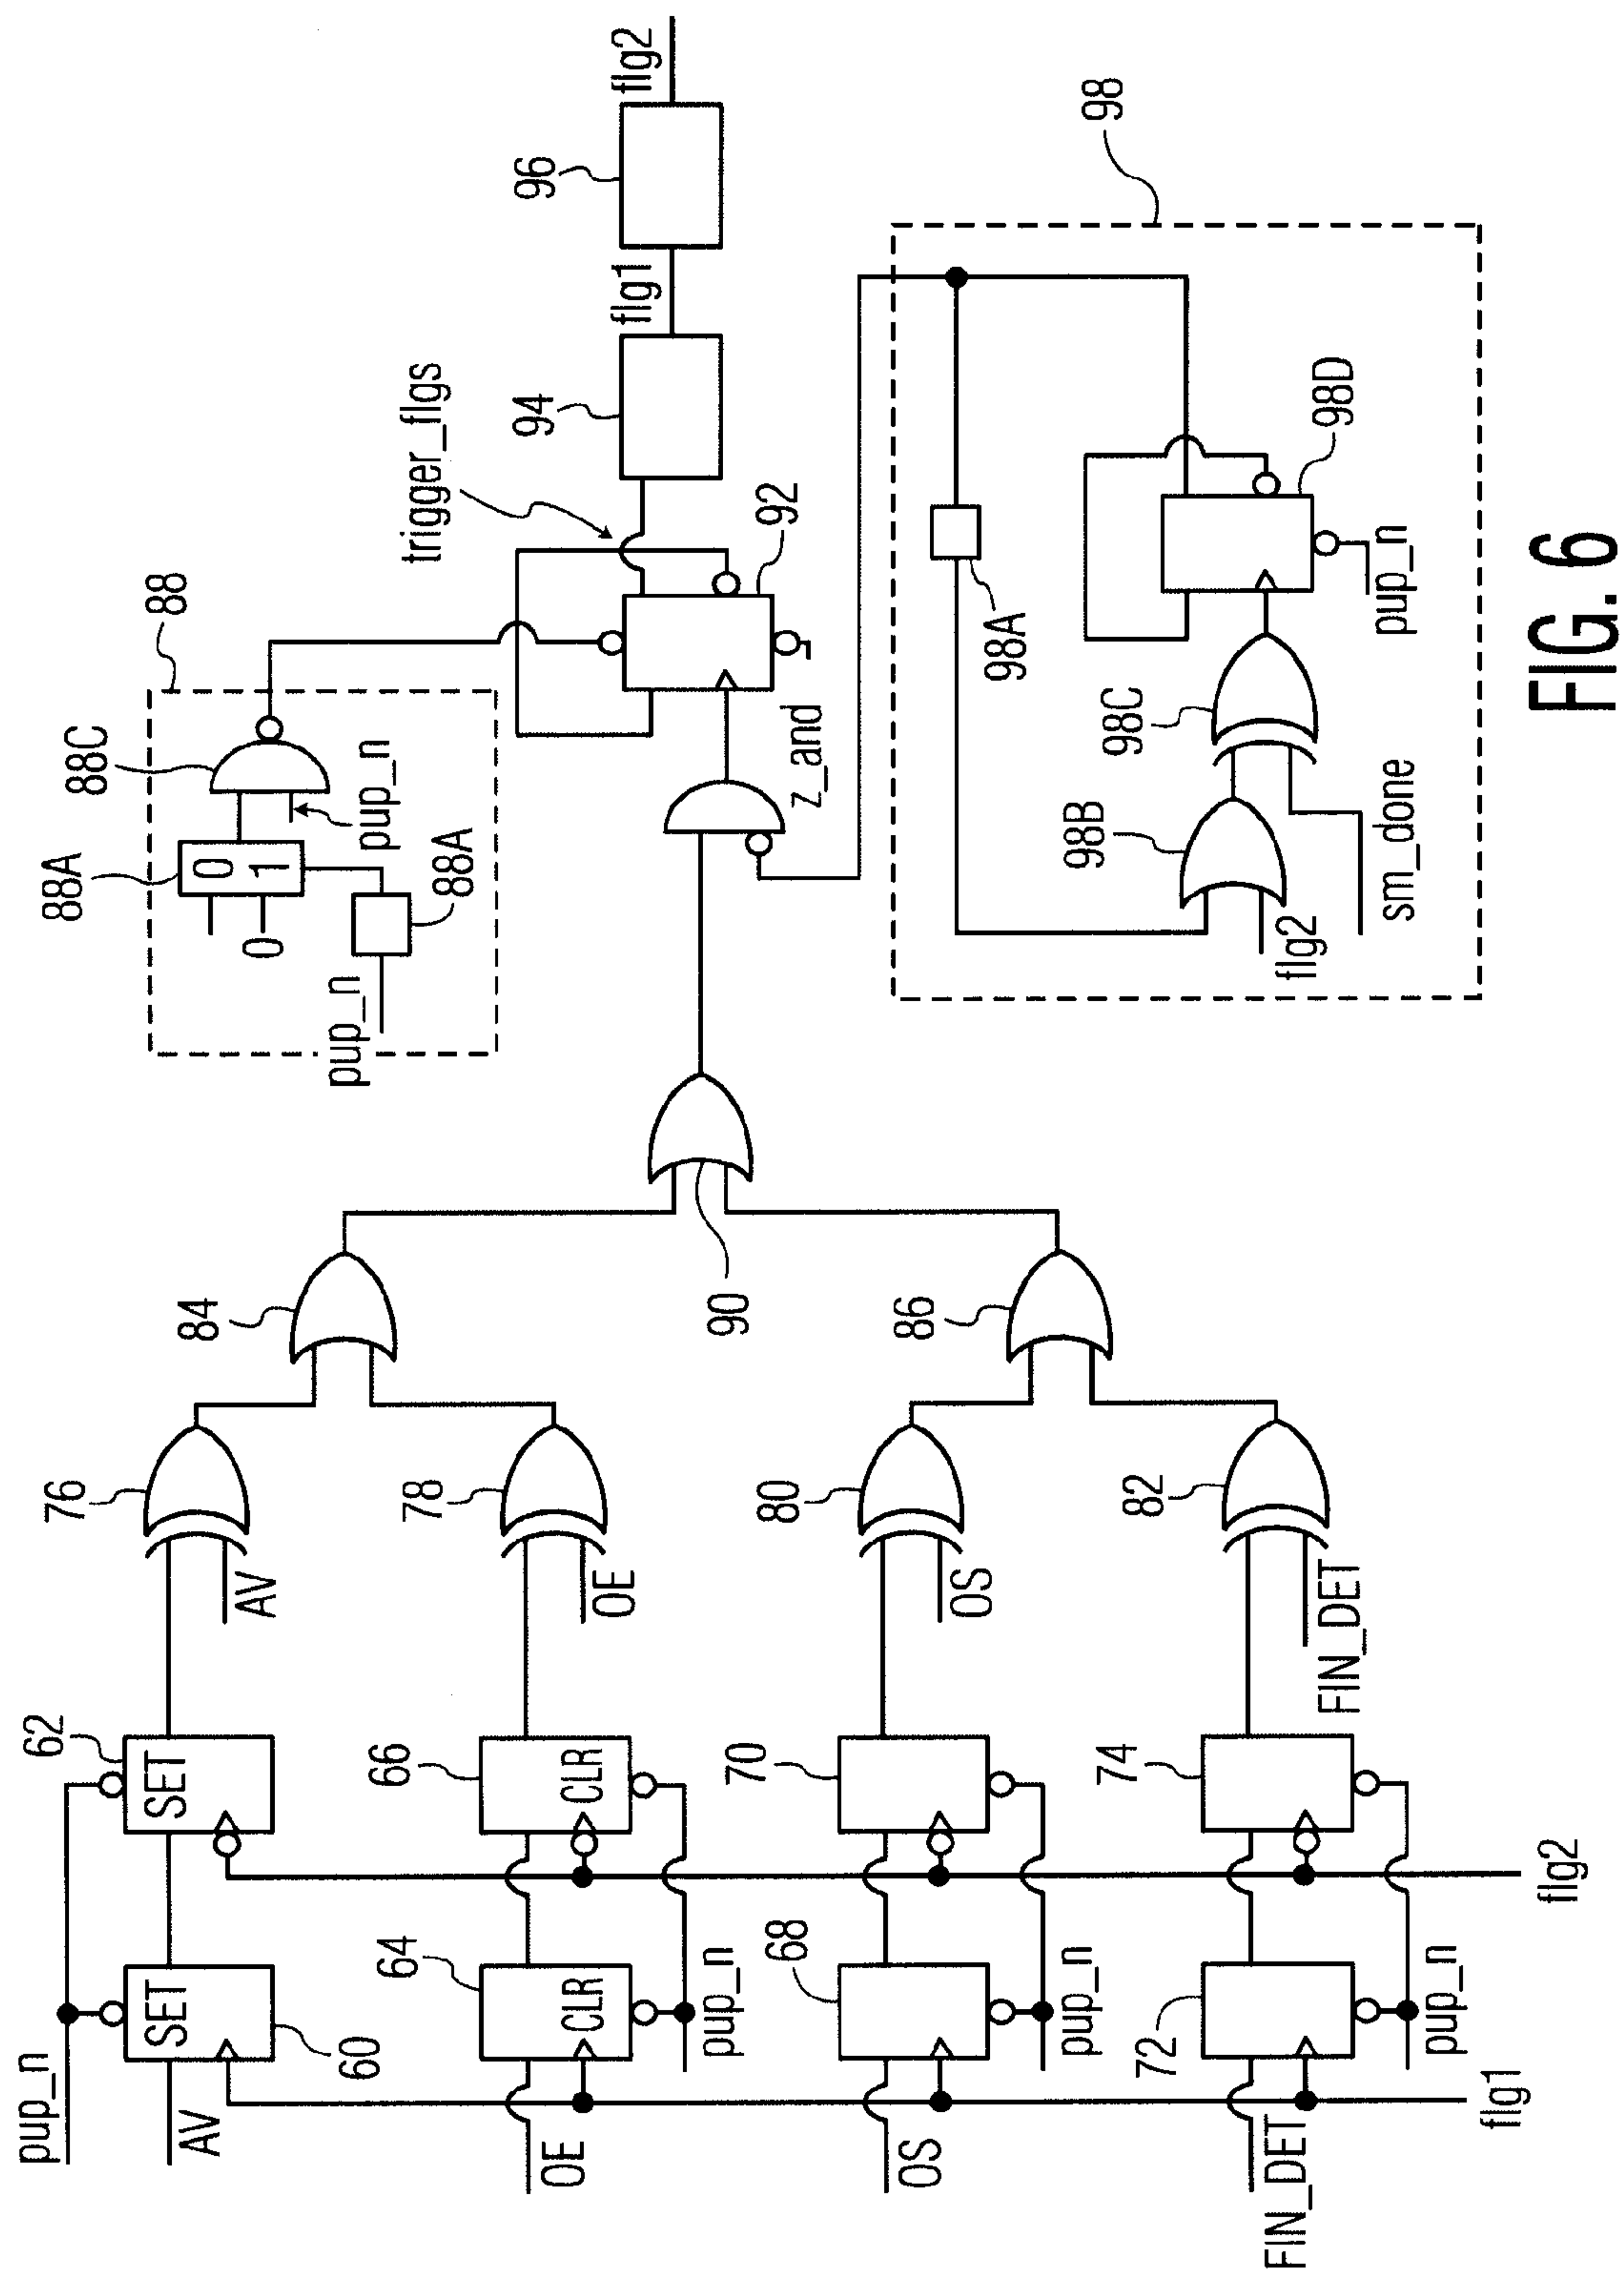 pup_n
AV
SET
60
SET
62
AV
76
OE
64
CLR
pup_n
66
CLR
OE
78
84
OS
68
pup_n
70
OS
80
FIN_DET
72
pup_n
74
FIN_DET
82
86
flg1
flg2
90
88
88A
0
1
0
88C
pup_n
88A
pup_n
z_and
92
trigger_flgs
94
flg1
96
flg2
98
98A
98B
flg2
98C
sm_done
98D
pup_n
FIG. 6